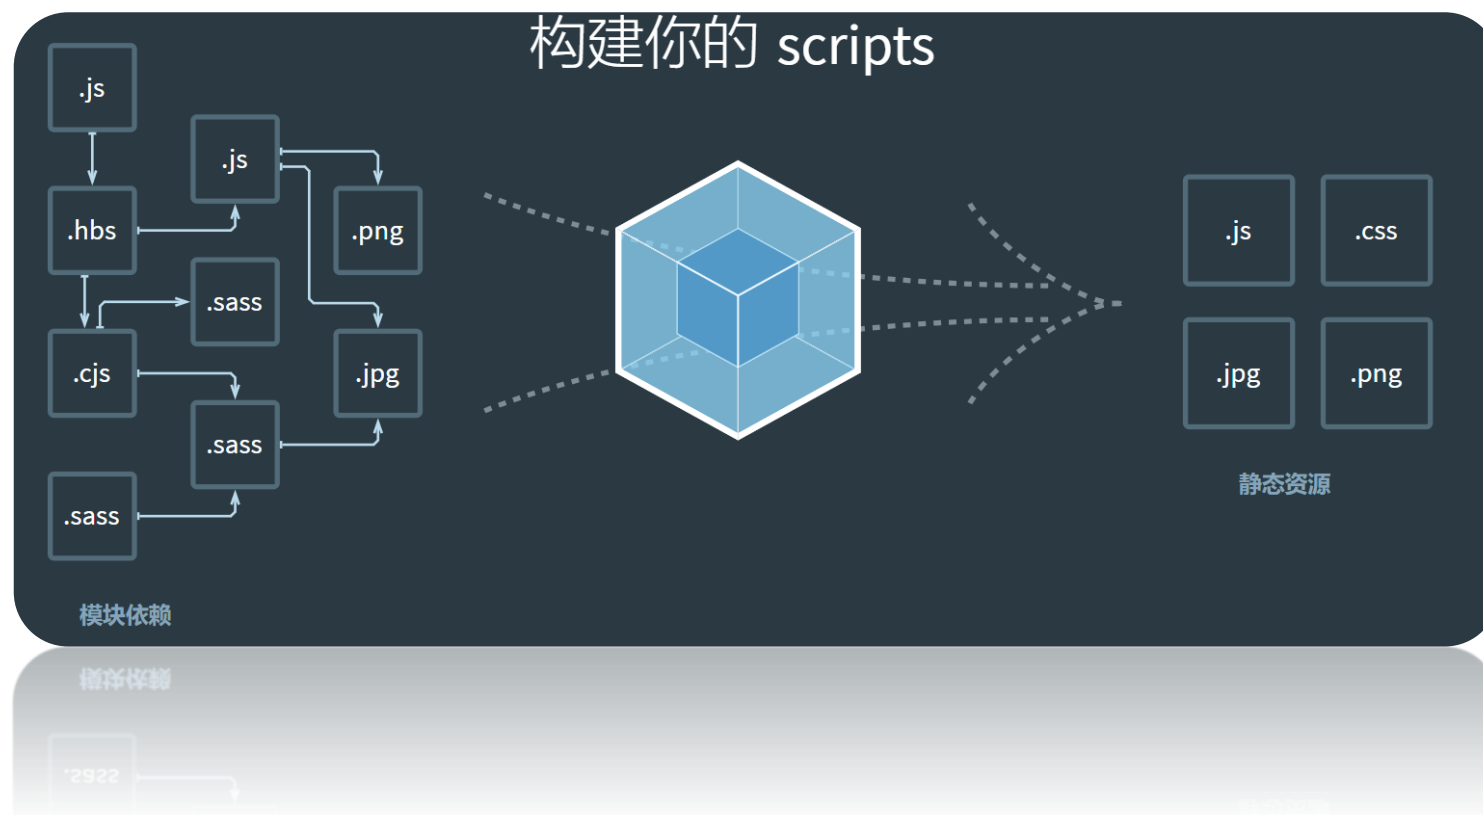 构建你的 scripts
.js
.js
.hbs
.png
.sass
.cjs
.jpg
.sass
.sass
模块依赖
.js
.css
.jpg
.png
静态资源